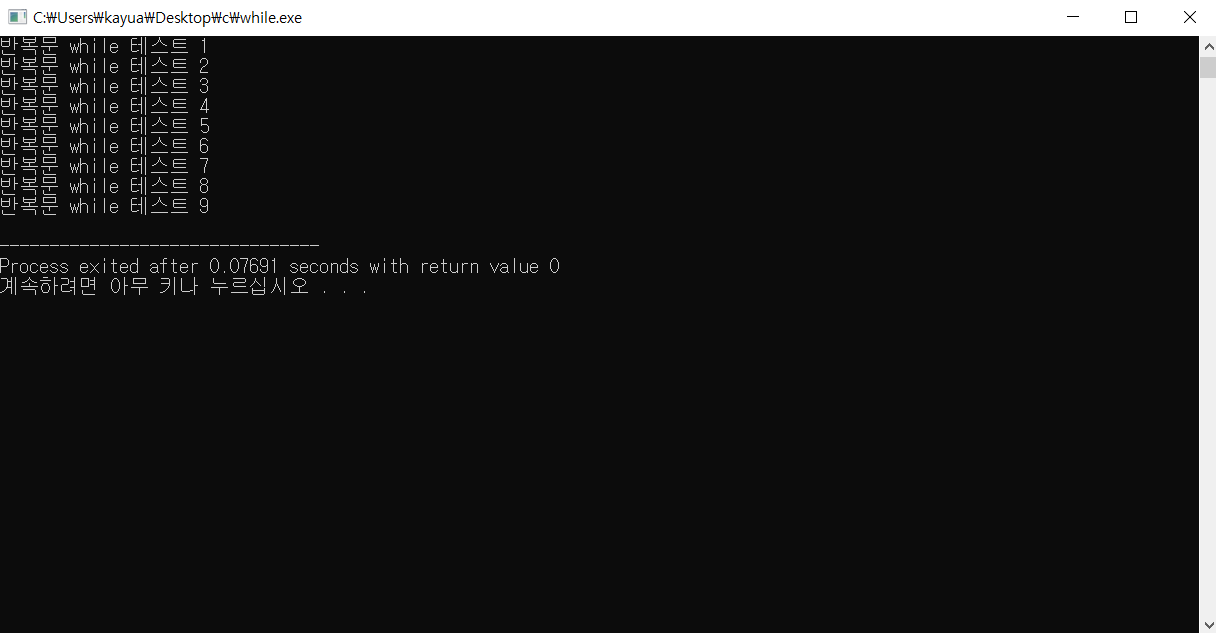 C:₩Users₩kayua₩Desktop₩c₩while.exe
반복문 while 테스트 1
반복문 while 테스트 2
반복문 while 테스트 3
반복문 while 테스트 4
반복문 while 테스트 5
반복문 while 테스트 6
반복문 while 테스트 7
반복문 while 테스트 8
반복문 while 테스트 9
--------------------------------
Process exited after 0.07691 seconds with return value 0
계속하려면 아무 키나 누르십시오 . . .